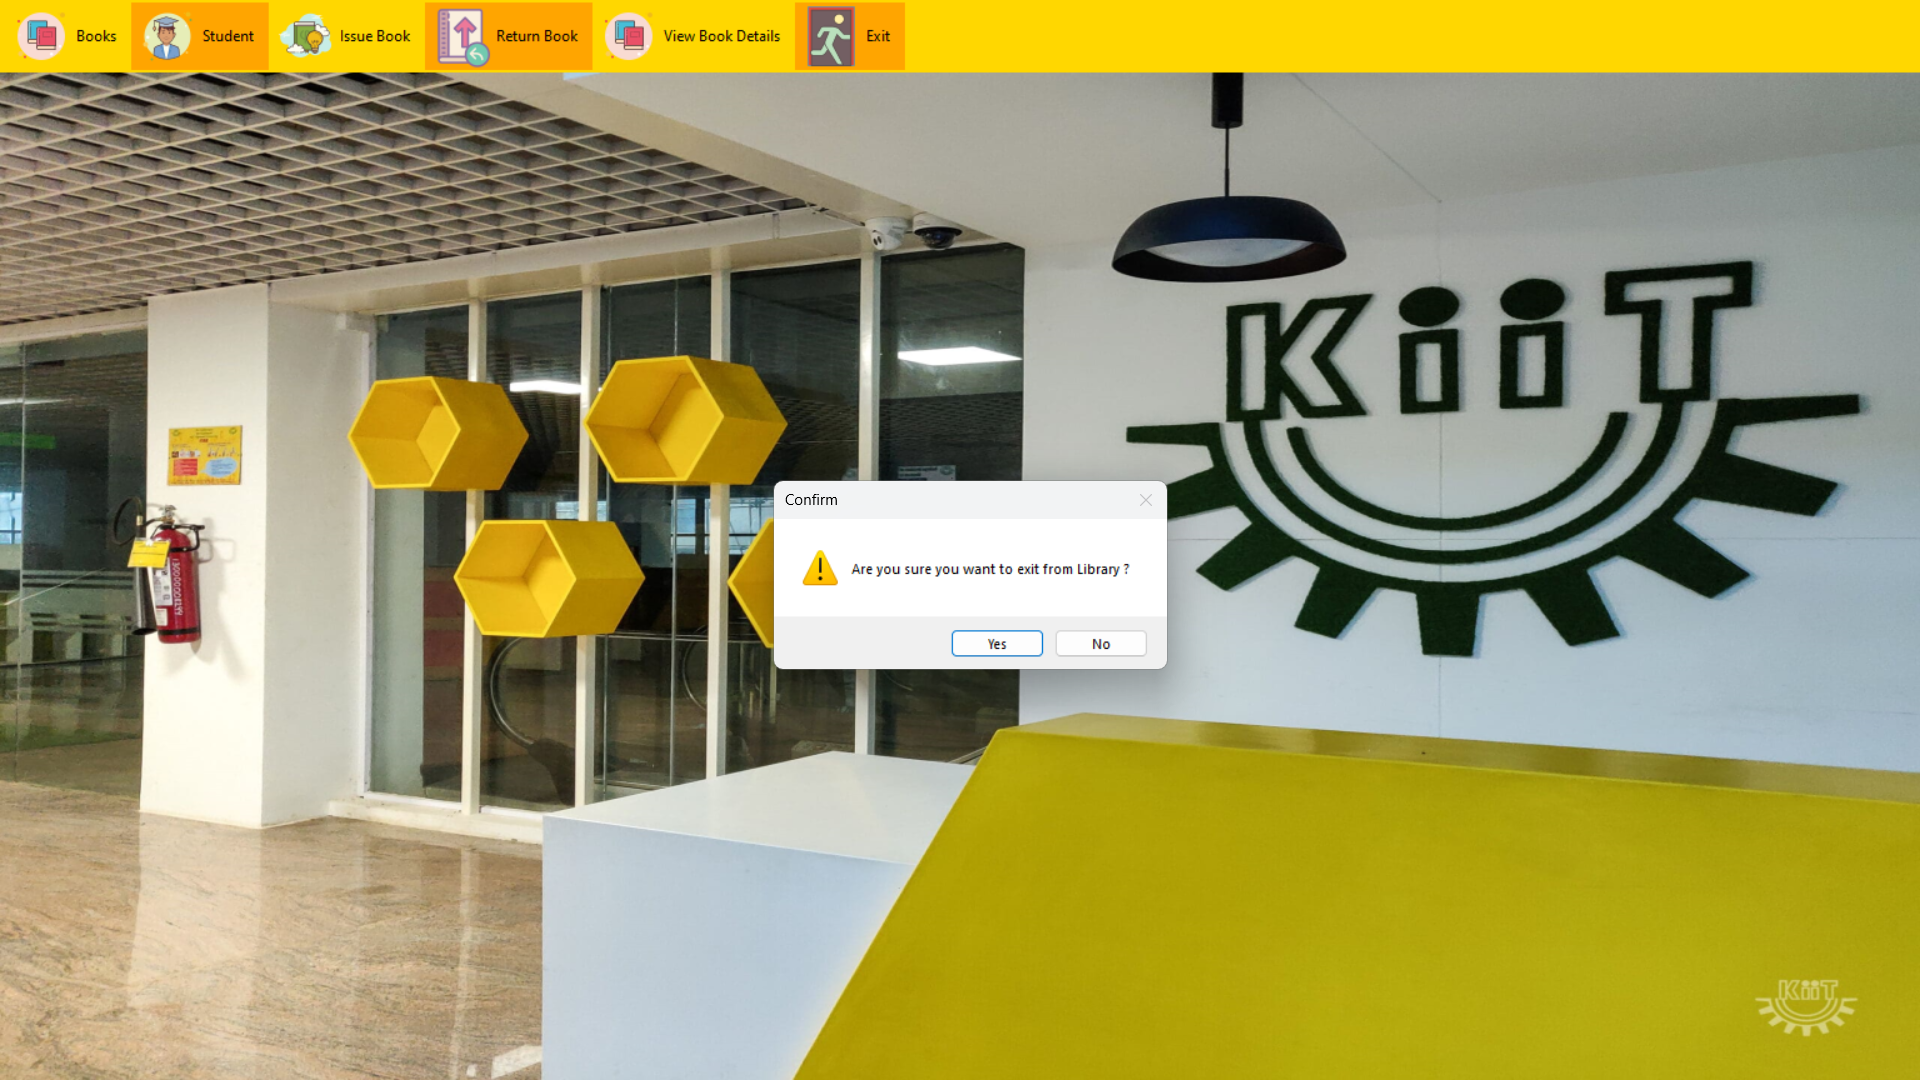 Books
Student
Issue Book
Return Book
View Book Details
Exit
KiiT
Confirm
Are you sure you want to exit from Library ?
Yes
No
KiiT